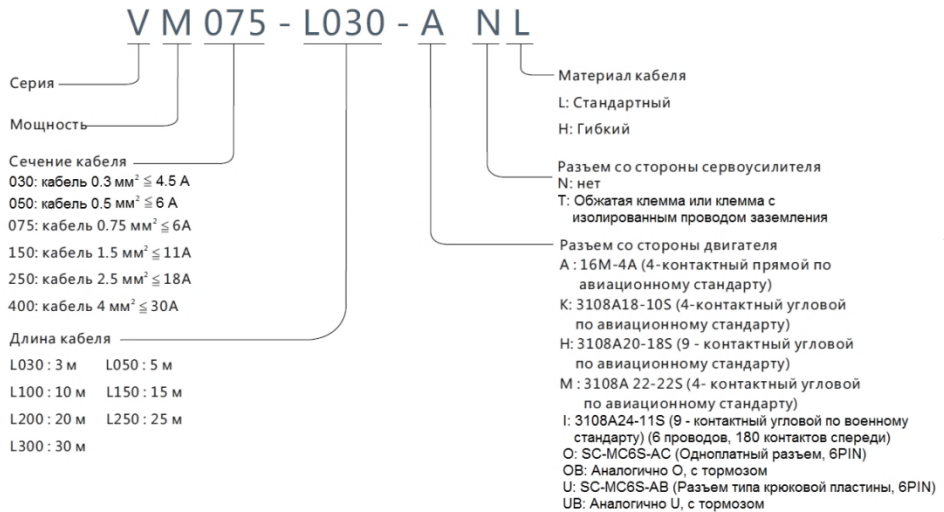 VM075-L030-A NL
Серия
Мощность
Сечение кабеля
030: кабель 0.3 мм² ≦ 4.5 А
050: кабель 0.5 мм² ≦ 6 А
075: кабель 0.75 мм² ≦ 6А
150: кабель 1.5 мм² ≦ 11А
250: кабель 2.5 мм² ≦ 18А
400: кабель 4 мм² ≦ 30А
Длина кабеля
L030 : 3 м L050 : 5 м
L100 : 10 м L150 : 15 м
L200 : 20 м L250 : 25 м
L300 : 30 м
Материал кабеля
L: Стандартный
H: Гибкий
Разъем со стороны сервоусилителя
N: нет
T: Обжатая клемма или клемма с
изолированным проводом заземления
Разъем со стороны двигателя
A : 16M-4A (4-контактный прямой по
авиационному стандарту)
K: 3108A18-10S (4-контактный угловой
по авиационному стандарту)
H: 3108A20-18S (9 - контактный угловой
по авиационному стандарту)
M : 3108A 22-22S (4- контактный угловой
по авиационному стандарту)
I: 3108A24-11S (9 - контактный угловой по военному
стандарту) (6 проводов, 180 контактов спереди)
O: SC-MC6S-AC (Одноплатный разъем, 6PIN)
OB: Аналогично O, с тормозом
U: SC-MC6S-AB (Разъем типа крюковой пластины, 6PIN)
UB: Аналогично U, с тормозом